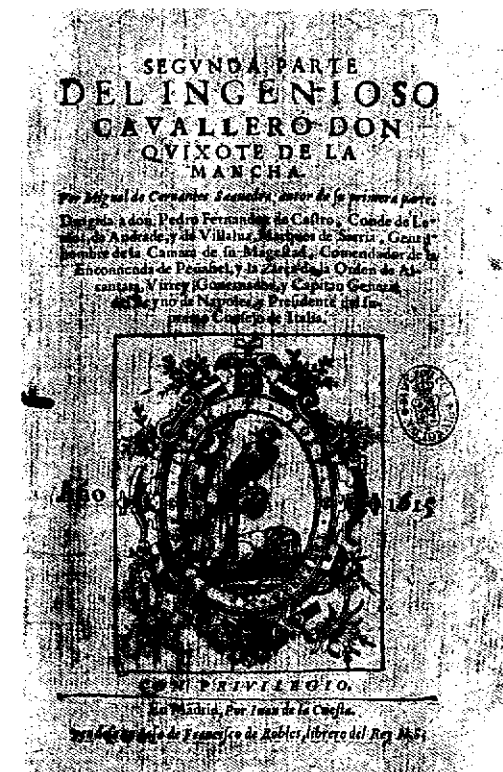 SEGVNDA PARTE
DEL INGENIOSO
CAVALLERO DON
QVIXOTE DE LA
MANCHA.
Por Miguel de Ceruantes Saauedra, autor de su primera parte.
Dirigida a don Pedro Fernandez de Castro, Conde de Le-
mos, de Andrade, y de Villalua, Marques de Sarria, Gentil-
hombre de la Camara de su Magestad, Comendador de la
Encomienda de Peñafiel, y la Zarça de la Orden de Al-
cantara, Virrey, Gouernador, y Capitan General
del Reyno de Napoles, y Presidente del su-
premo Consejo de Italia.
Año 1615
CON PRIVILEGIO,
En Madrid, Por Iuan de la Cuesta.
de Francisco de Robles, librero del Rey N.S.